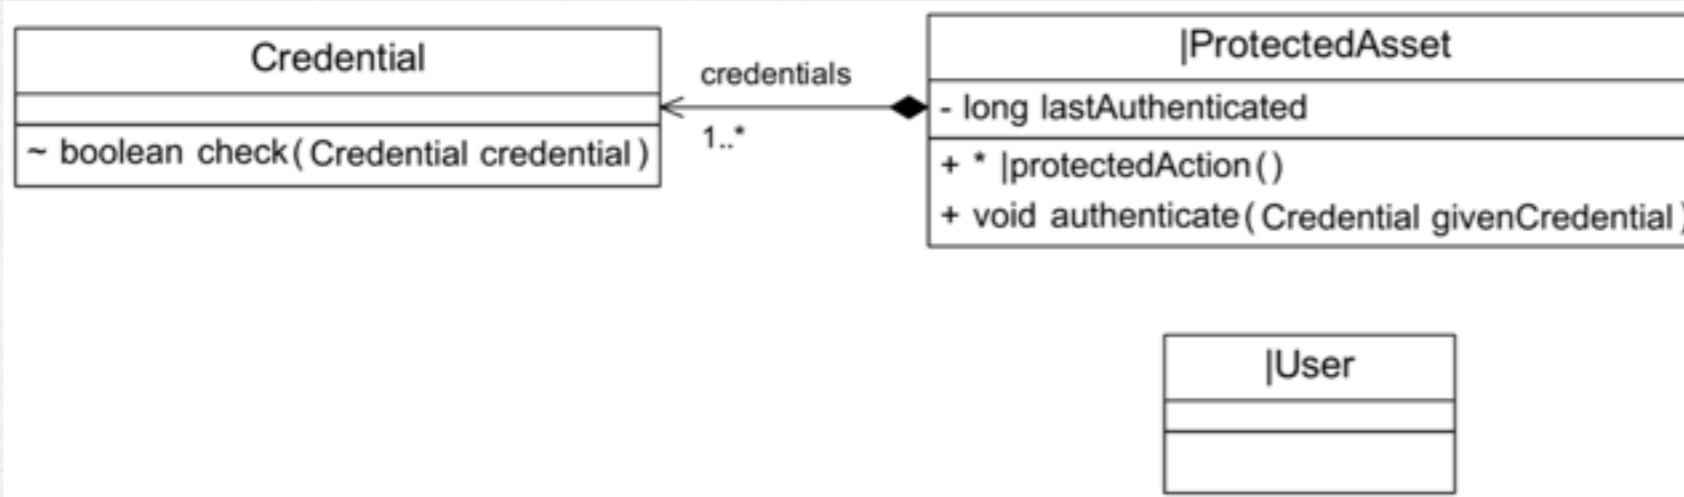 Credential
~ boolean check(Credential credential)
credentials
1..*
|ProtectedAsset
- long lastAuthenticated
+ * |protectedAction()
+ void authenticate(Credential givenCredential)
|User